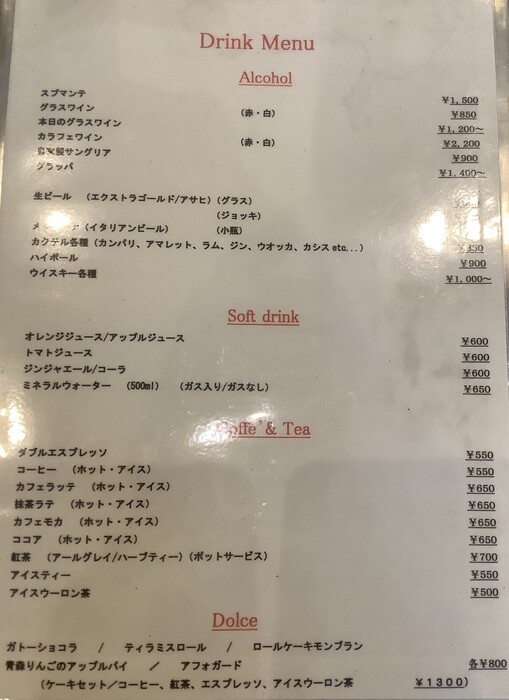 Drink Menu
Alcohol
スプマンテ ¥1,500
グラスワイン (赤・白) ¥850
本日のグラスワイン ¥1,200～
カラフェワイン (赤・白) ¥2,200
自家製サングリア ¥900
グラッパ ¥1,400～
生ビール （エクストラゴールド/アサヒ）（グラス）
（ジョッキ）
（イタリアンビール） （小瓶）
カクテル各種（カンパリ、アマレット、ラム、ジン、ウオッカ、カシス etc...）
ハイボール ¥900
ウイスキー各種 ¥1,000～
Soft drink
オレンジジュース/アップルジュース ¥600
トマトジュース ¥600
ジンジャエール/コーラ ¥600
ミネラルウォーター （500ml） （ガス入り/ガスなし） ¥650
& Tea
ダブルエスプレッソ ¥550
コーヒー （ホット・アイス） ¥550
カフェラッテ （ホット・アイス） ¥650
抹茶ラテ （ホット・アイス） ¥650
カフェモカ （ホット・アイス） ¥650
ココア （ホット・アイス） ¥650
紅茶 （アールグレイ/ハーブティー）（ポットサービス） ¥700
アイスティー ¥550
アイスウーロン茶 ¥500
Dolce
ガトーショコラ / ティラミスロール / ロールケーキモンブラン
青森りんごのアップルパイ ／ アフォガード 各¥800
（ケーキセット／コーヒー、紅茶、エスプレッソ、アイスウーロン茶 ¥1300）